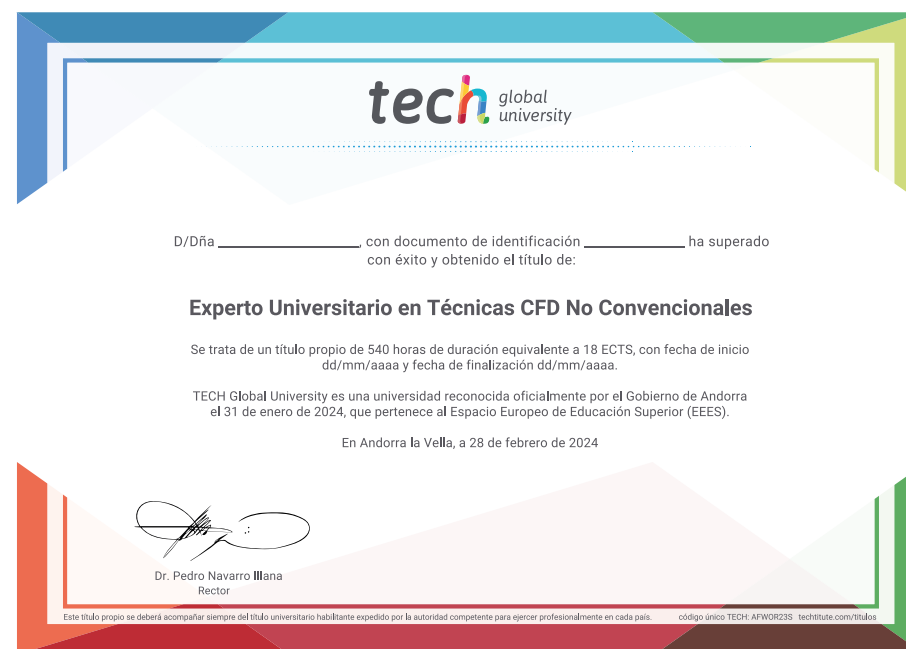 tech global university
D/Dña ____________________, con documento de identificación ______________ ha superado
con éxito y obtenido el título de:
Experto Universitario en Técnicas CFD No Convencionales
Se trata de un título propio de 540 horas de duración equivalente a 18 ECTS, con fecha de inicio
dd/mm/aaaa y fecha de finalización dd/mm/aaaa.
TECH Global University es una universidad reconocida oficialmente por el Gobierno de Andorra
el 31 de enero de 2024, que pertenece al Espacio Europeo de Educación Superior (EEES).
En Andorra la Vella, a 28 de febrero de 2024
Dr. Pedro Navarro Illana
Rector
Este título propio se deberá acompañar siempre del título universitario habilitante expedido por la autoridad competente para ejercer profesionalmente en cada país. código único TECH: AFWOR23S techtitute.com/titulos